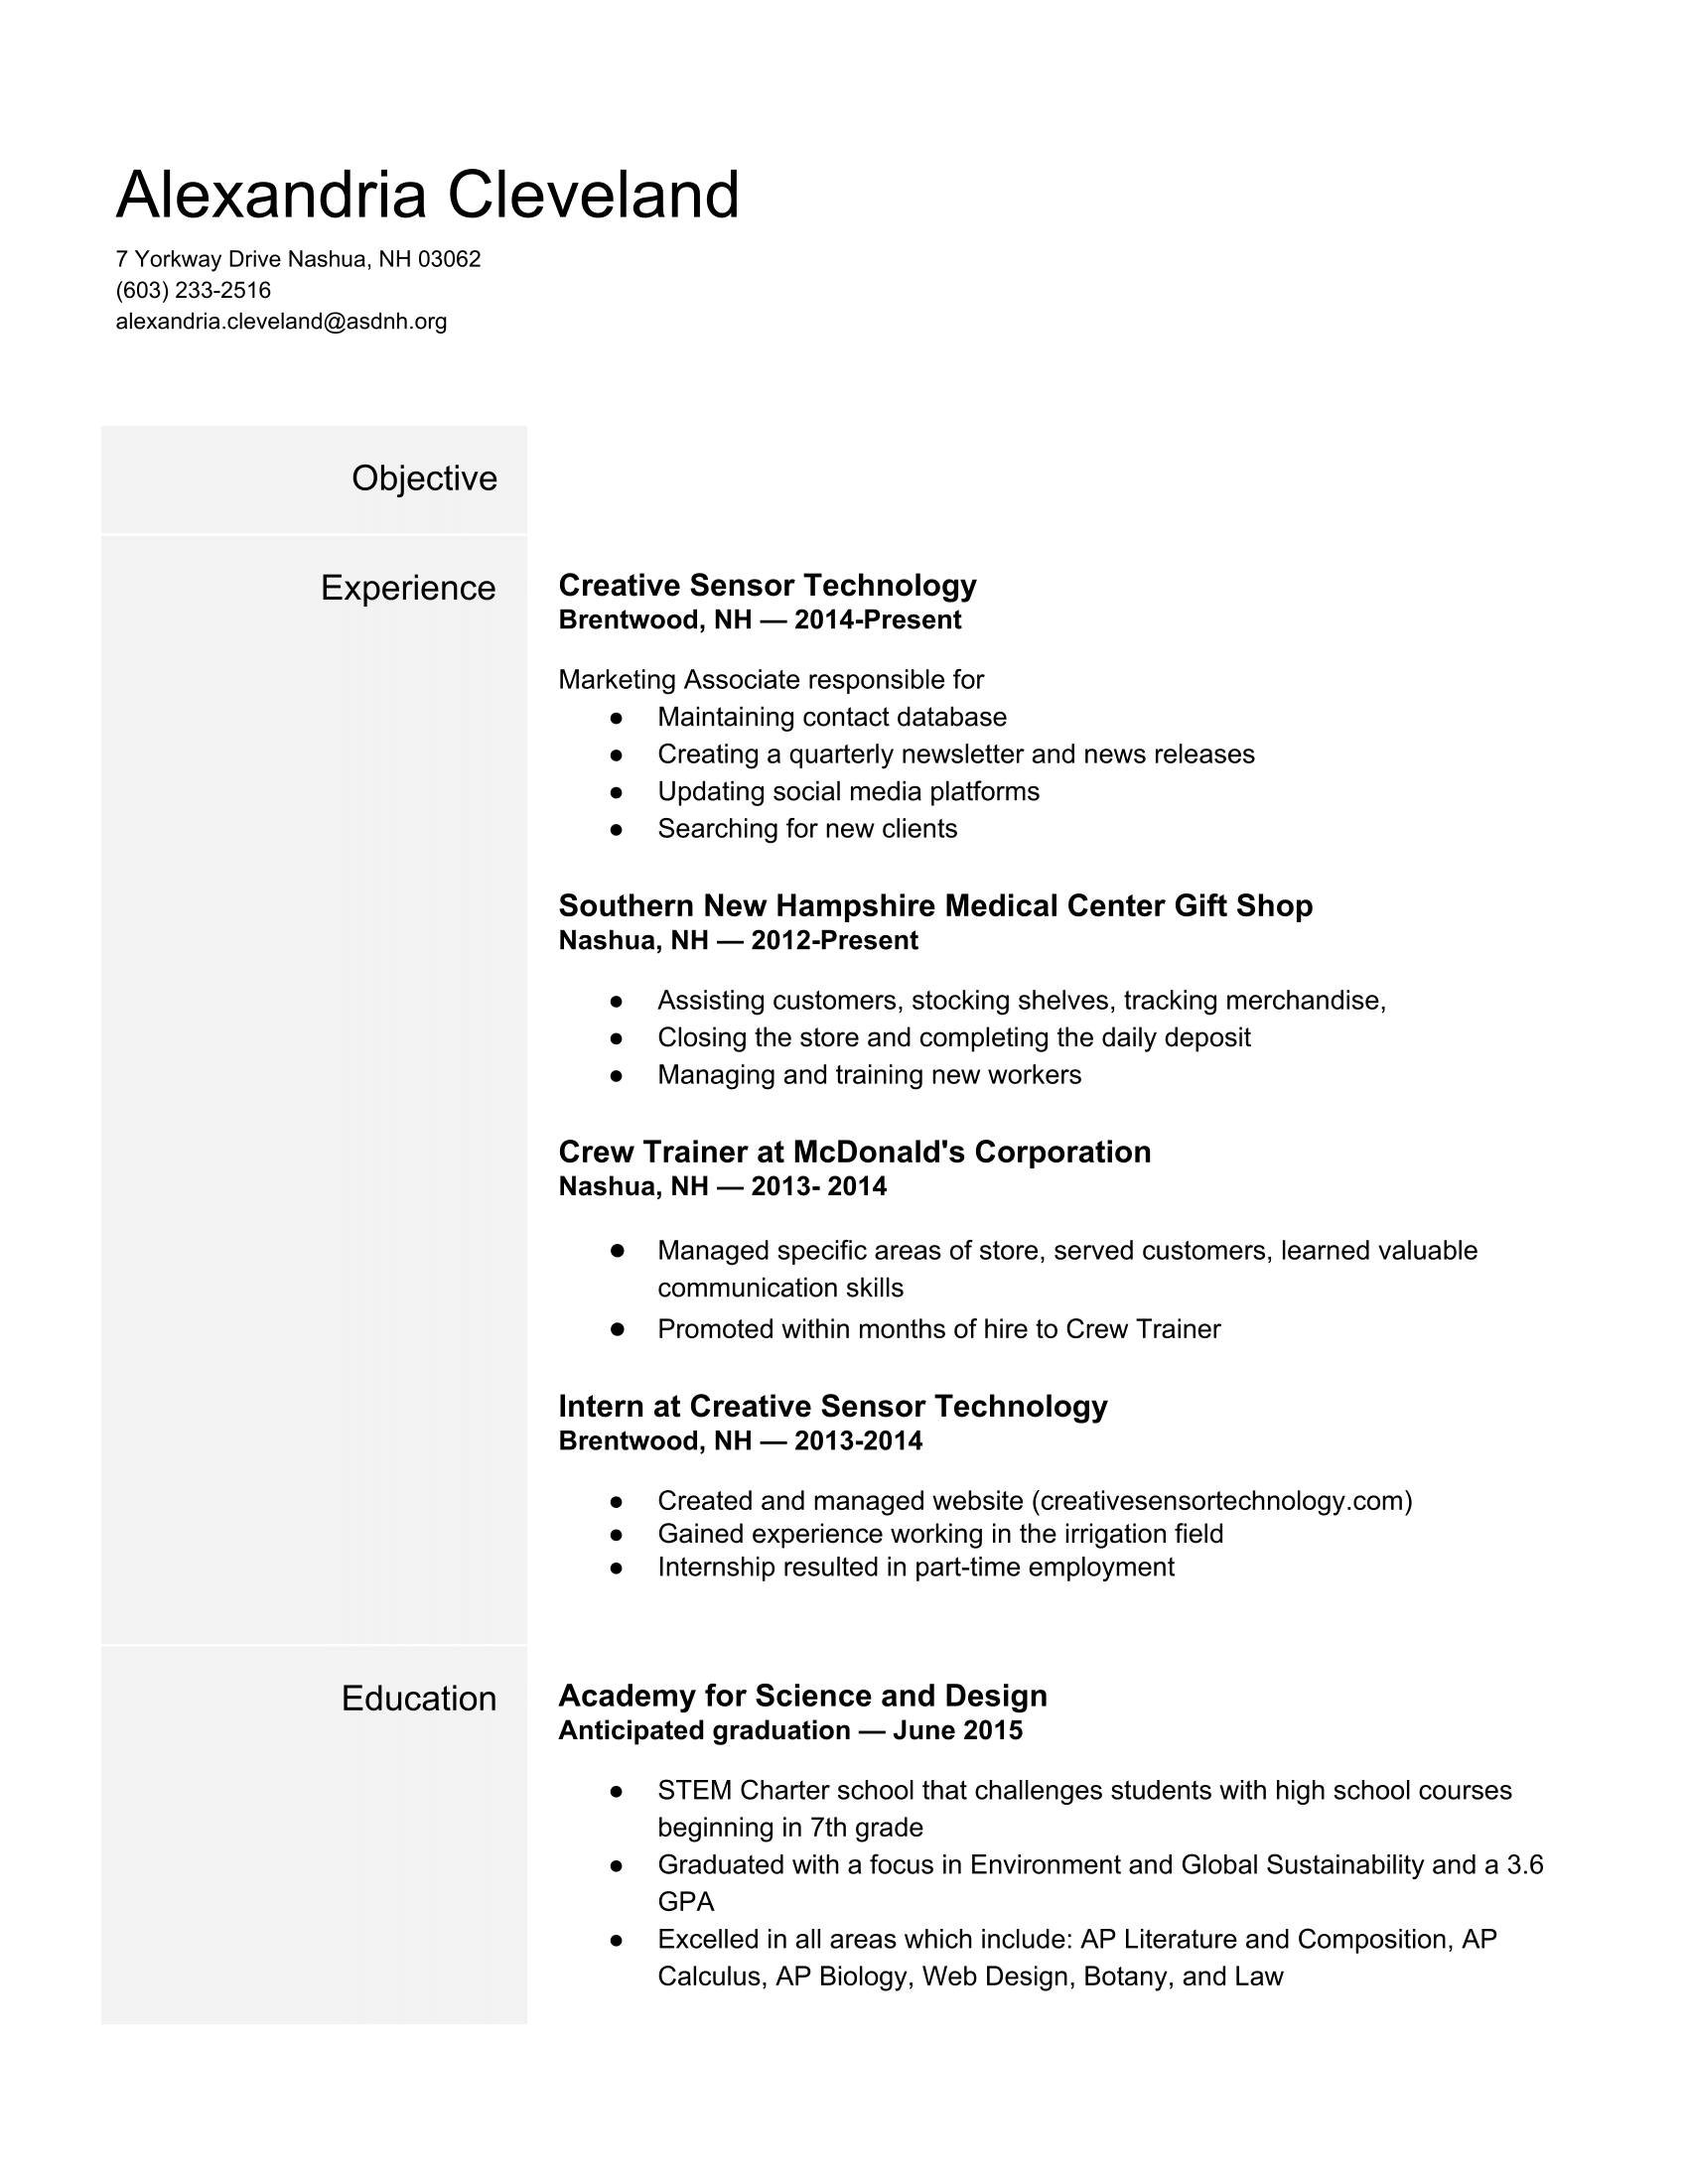 Alexandria Cleveland
7 Yorkway Drive Nashua, NH 03062
(603) 233-2516
alexandria.cleveland@asdnh.org
Objective
Experience
Creative Sensor Technology
Brentwood, NH — 2014-Present
Marketing Associate responsible for
● Maintaining contact database
● Creating a quarterly newsletter and news releases
● Updating social media platforms
● Searching for new clients
Southern New Hampshire Medical Center Gift Shop
Nashua, NH — 2012-Present
● Assisting customers, stocking shelves, tracking merchandise,
● Closing the store and completing the daily deposit
● Managing and training new workers
Crew Trainer at McDonald's Corporation
Nashua, NH — 2013- 2014
● Managed specific areas of store, served customers, learned valuable
communication skills
● Promoted within months of hire to Crew Trainer
Intern at Creative Sensor Technology
Brentwood, NH — 2013-2014
● Created and managed website (creativesensortechnology.com)
● Gained experience working in the irrigation field
● Internship resulted in part-time employment
Education
Academy for Science and Design
Anticipated graduation — June 2015
● STEM Charter school that challenges students with high school courses
beginning in 7th grade
● Graduated with a focus in Environment and Global Sustainability and a 3.6
GPA
● Excelled in all areas which include: AP Literature and Composition, AP
Calculus, AP Biology, Web Design, Botany, and Law